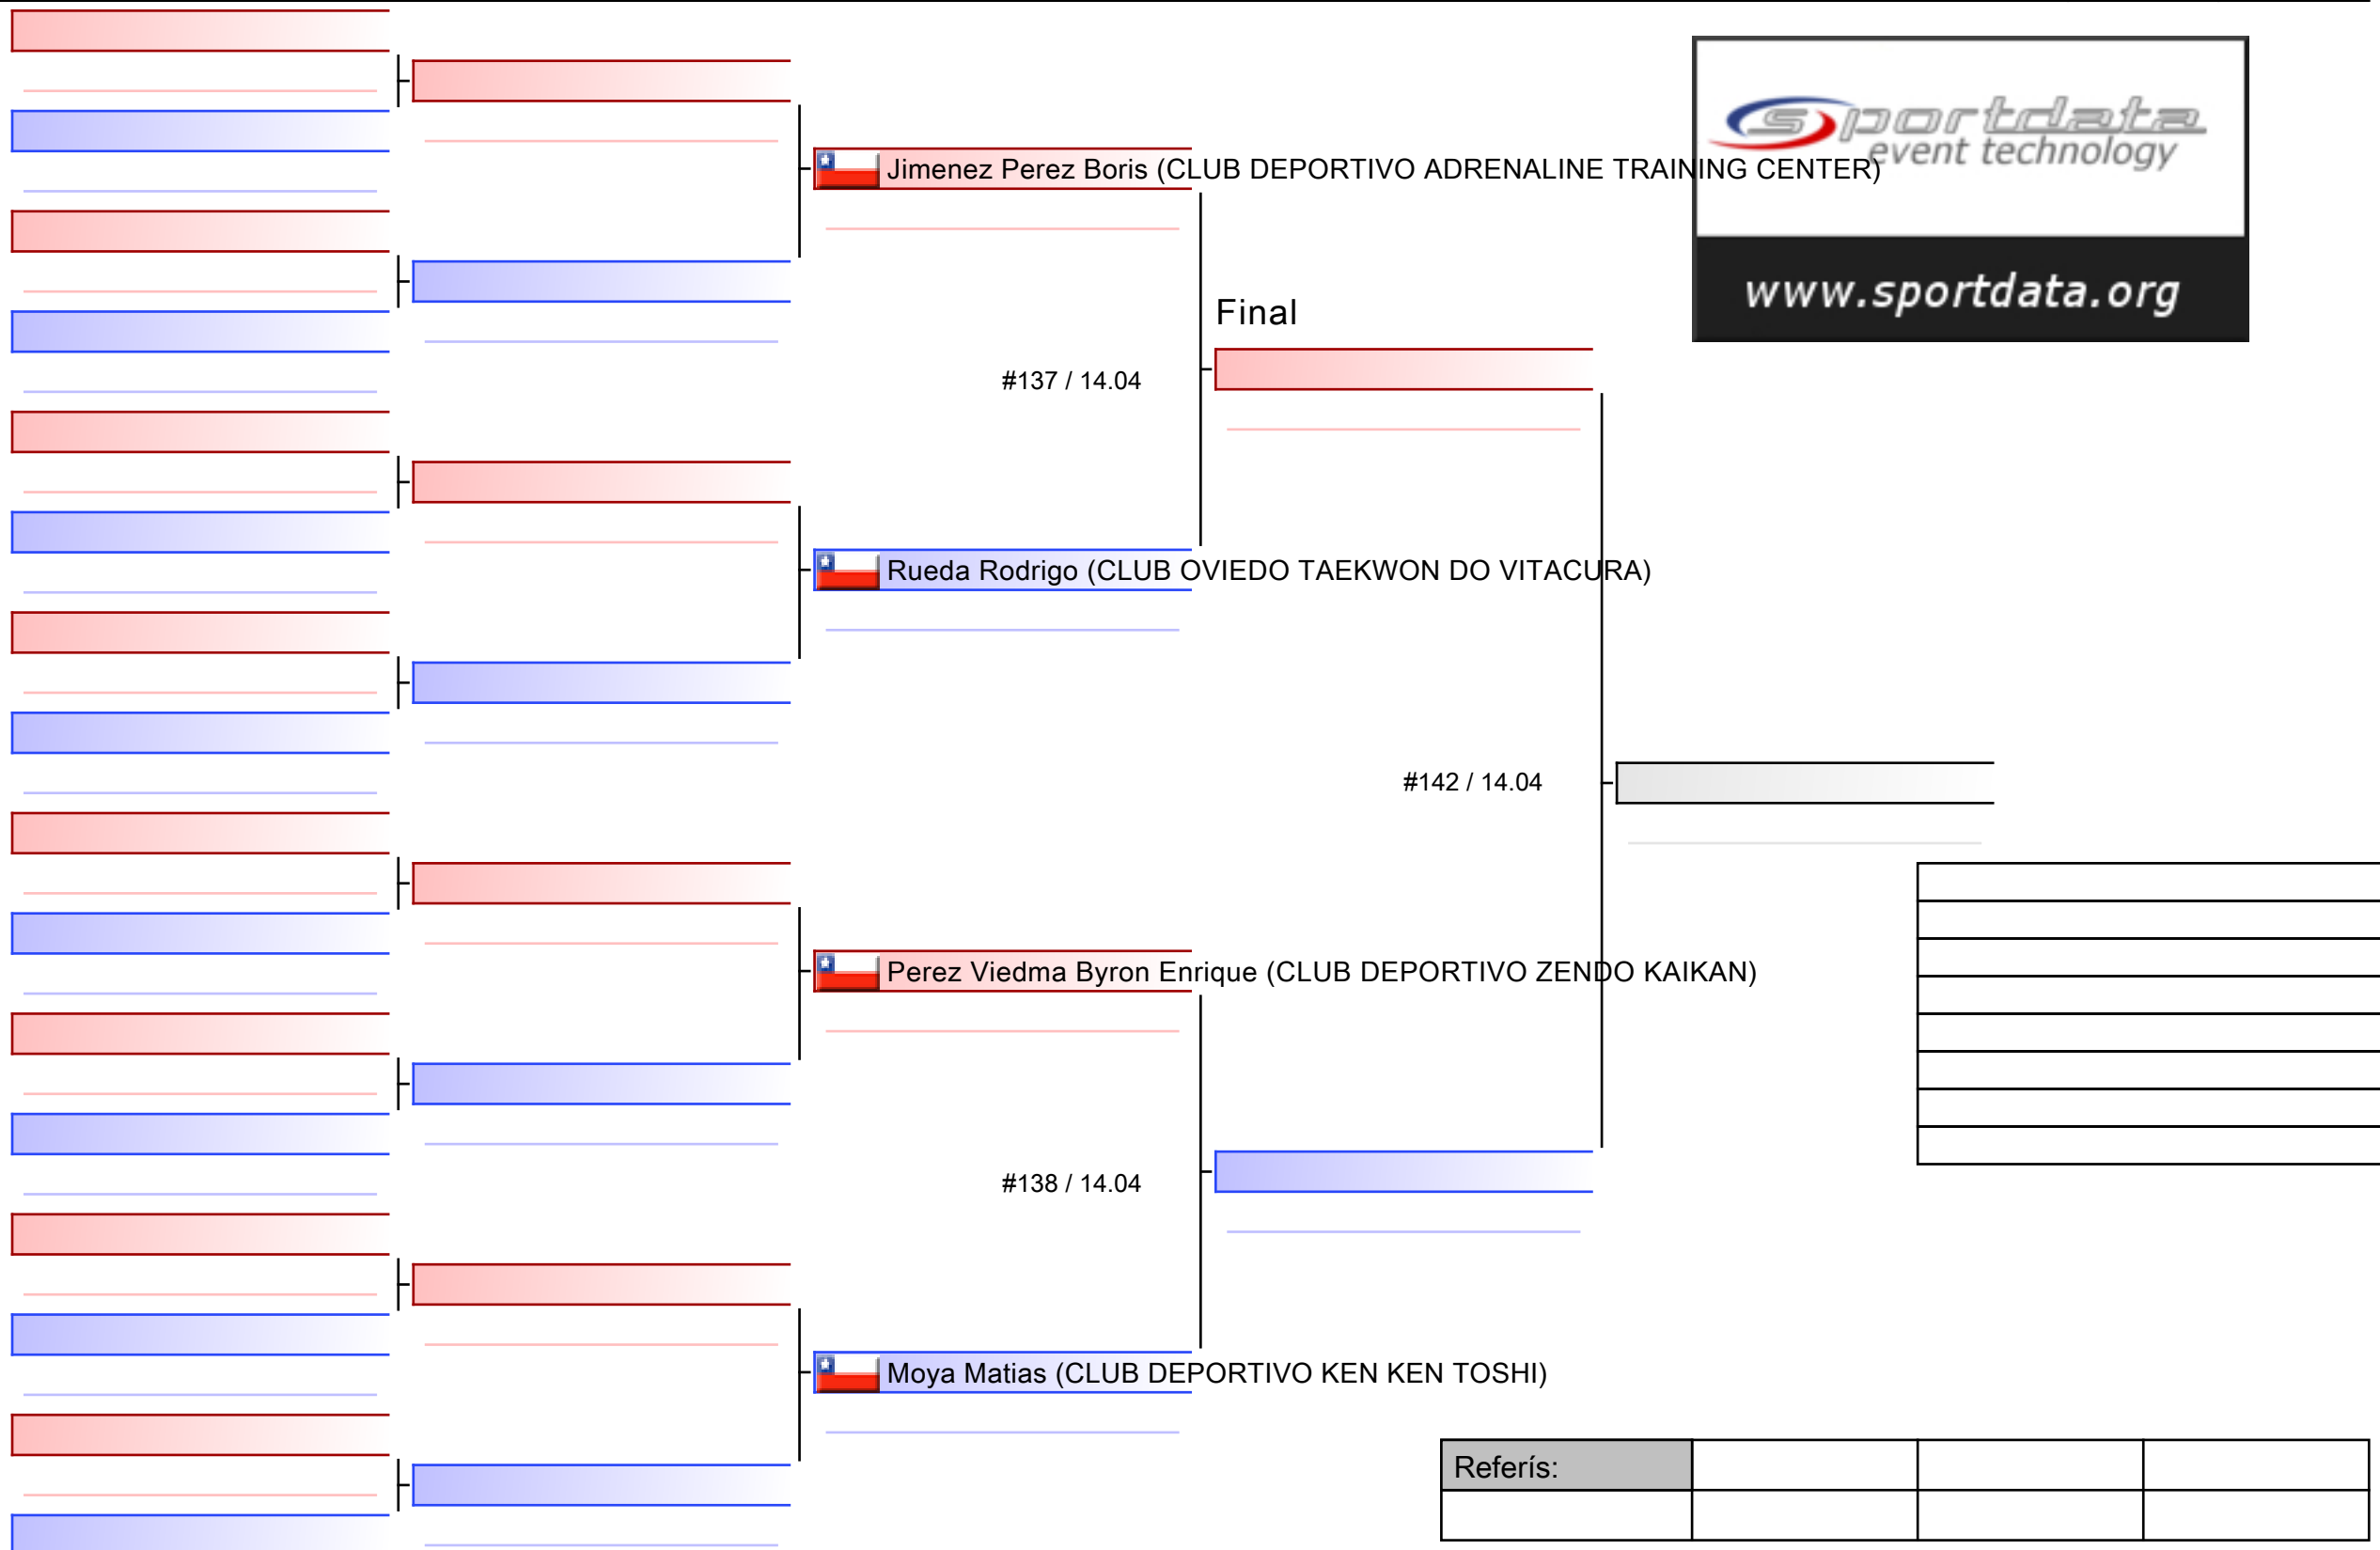 sportdata
event technology
www.sportdata.org
Jimenez Perez Boris (CLUB DEPORTIVO ADRENALINE TRAINING CENTER)
Final
#137 / 14.04
Rueda Rodrigo (CLUB OVIEDO TAEKWON DO VITACURA)
#142 / 14.04
Perez Viedma Byron Enrique (CLUB DEPORTIVO ZENDO KAIKAN)
#138 / 14.04
Moya Matias (CLUB DEPORTIVO KEN KEN TOSHI)
Referís: